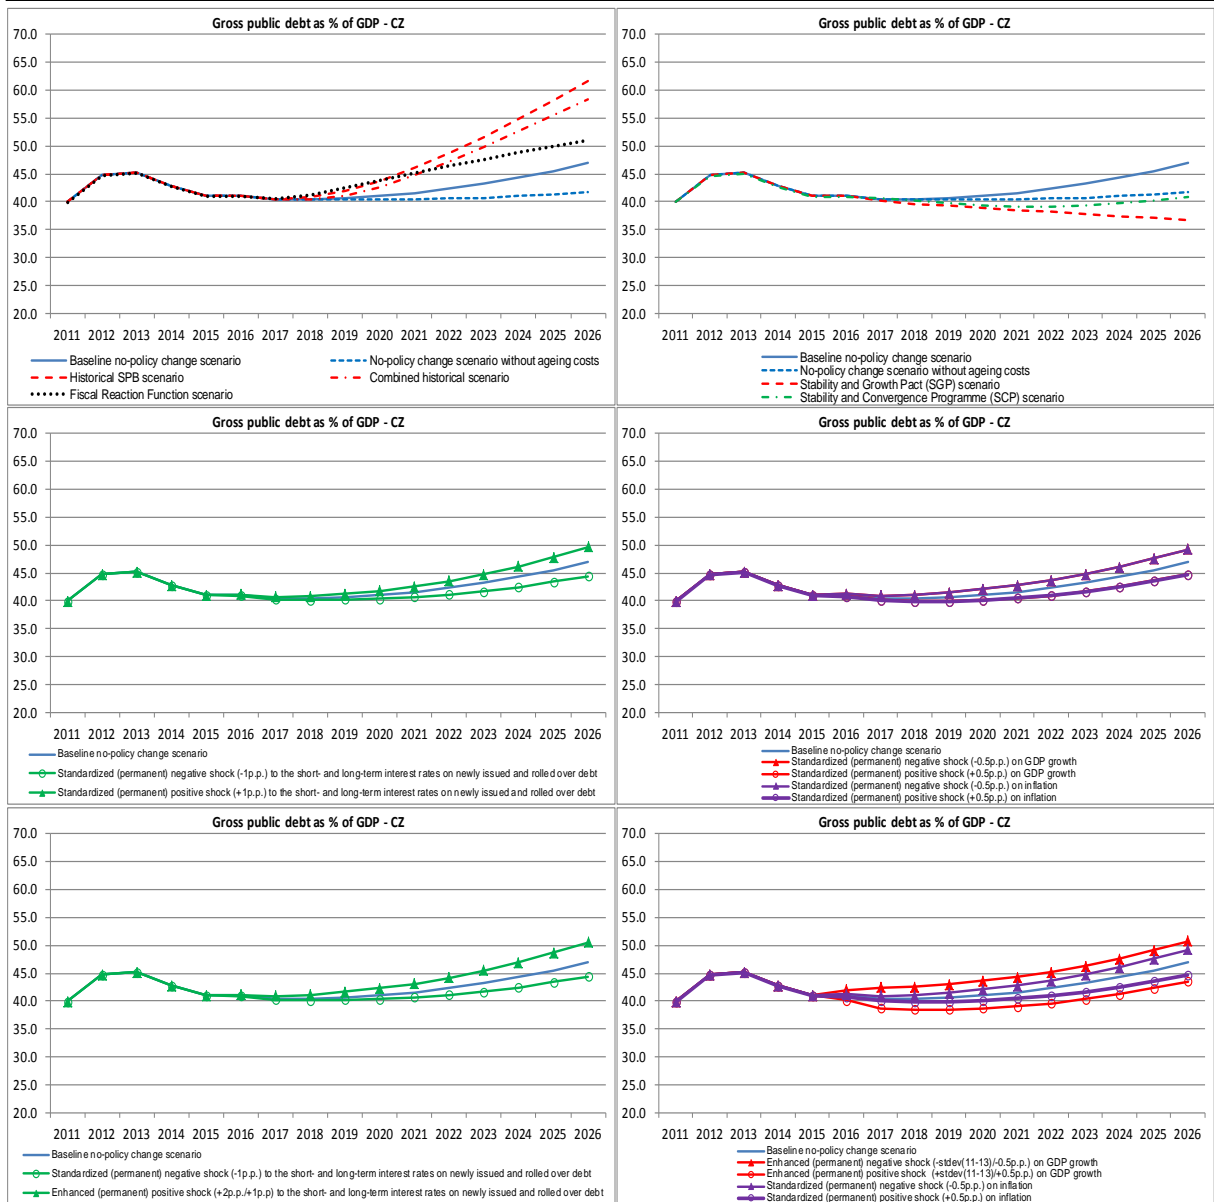 Gross public debt as % of GDP - CZ
70.0
65.0
60.0
55.0
50.0
45.0
40.0
35.0
30.0
25.0
20.0
2011 2012 2013 2014 2015 2016 2017 2018 2019 2020 2021 2022 2023 2024 2025 2026
Baseline no-policy change scenario
No-policy change scenario without ageing costs
Historical SPB scenario
Combined historical scenario
Fiscal Reaction Function scenario
Gross public debt as % of GDP - CZ
70.0
65.0
60.0
55.0
50.0
45.0
40.0
35.0
30.0
25.0
20.0
2011 2012 2013 2014 2015 2016 2017 2018 2019 2020 2021 2022 2023 2024 2025 2026
Baseline no-policy change scenario
No-policy change scenario without ageing costs
Stability and Growth Pact (SGP) scenario
Stability and Convergence Programme (SCP) scenario
Gross public debt as % of GDP - CZ
70.0
65.0
60.0
55.0
50.0
45.0
40.0
35.0
30.0
25.0
20.0
2011 2012 2013 2014 2015 2016 2017 2018 2019 2020 2021 2022 2023 2024 2025 2026
Baseline no-policy change scenario
Standardized (permanent) negative shock (-1p.p.) to the short- and long-term interest rates on newly issued and rolled over debt
Standardized (permanent) positive shock (+1p.p.) to the short- and long-term interest rates on newly issued and rolled over debt
Gross public debt as % of GDP - CZ
70.0
65.0
60.0
55.0
50.0
45.0
40.0
35.0
30.0
25.0
20.0
2011 2012 2013 2014 2015 2016 2017 2018 2019 2020 2021 2022 2023 2024 2025 2026
Baseline no-policy change scenario
Standardized (permanent) negative shock (-0.5p.p.) on GDP growth
Standardized (permanent) positive shock (+0.5p.p.) on GDP growth
Standardized (permanent) negative shock (-0.5p.p.) on inflation
Standardized (permanent) positive shock (+0.5p.p.) on inflation
Gross public debt as % of GDP - CZ
70.0
65.0
60.0
55.0
50.0
45.0
40.0
35.0
30.0
25.0
20.0
2011 2012 2013 2014 2015 2016 2017 2018 2019 2020 2021 2022 2023 2024 2025 2026
Baseline no-policy change scenario
Standardized (permanent) negative shock (-1p.p.) to the short- and long-term interest rates on newly issued and rolled over debt
Enhanced (permanent) positive shock (+2p.p./+1p.p) to the short- and long-term interest rates on newly issued and rolled over debt
Gross public debt as % of GDP - CZ
70.0
65.0
60.0
55.0
50.0
45.0
40.0
35.0
30.0
25.0
20.0
2011 2012 2013 2014 2015 2016 2017 2018 2019 2020 2021 2022 2023 2024 2025 2026
Baseline no-policy change scenario
Enhanced (permanent) negative shock (-stdev(11-13)/-0.5p.p.) on GDP growth
Enhanced (permanent) positive shock (+stdev(11-13)/+0.5p.p.) on GDP growth
Standardized (permanent) negative shock (-0.5p.p.) on inflation
Standardized (permanent) positive shock (+0.5p.p.) on inflation